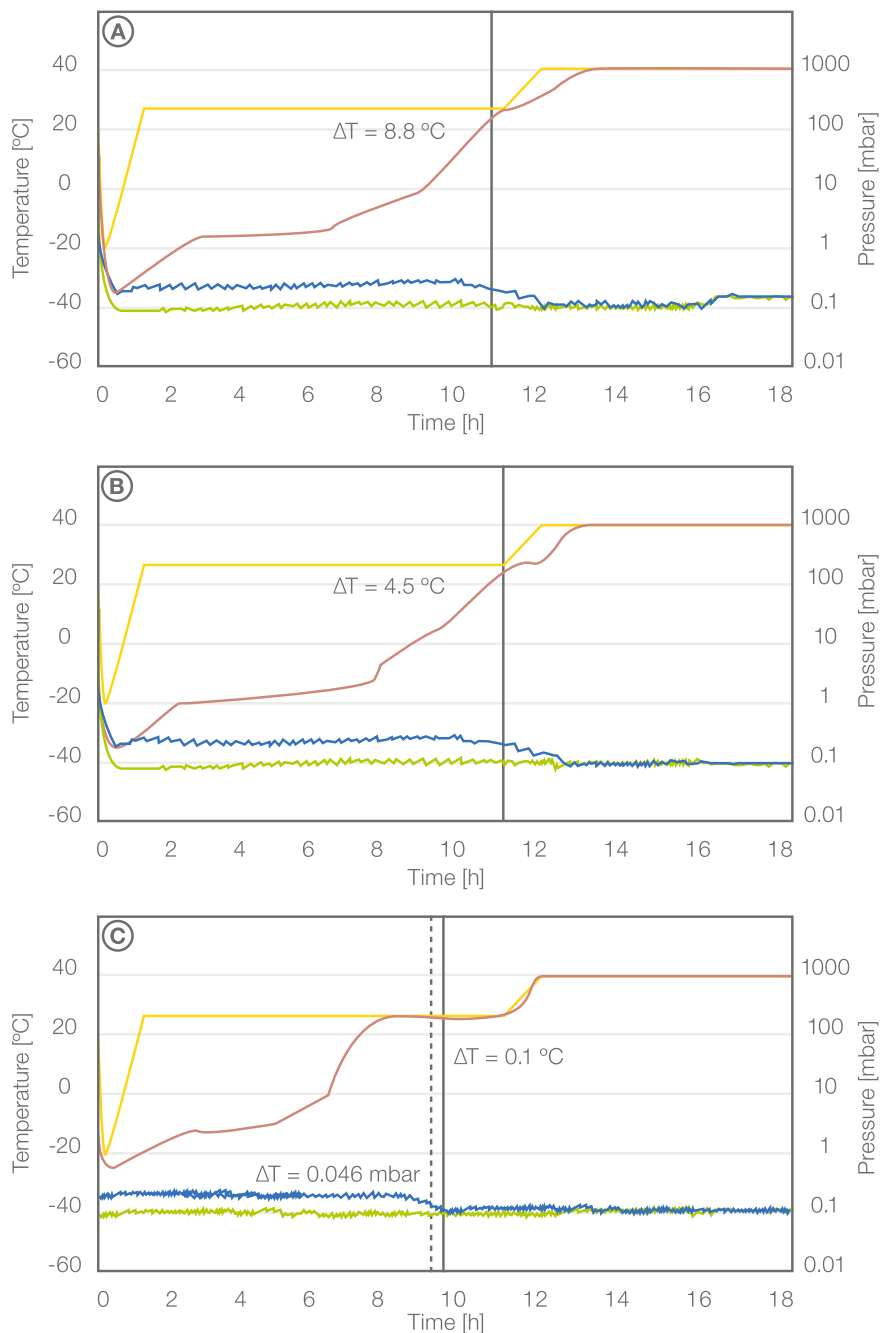 A
40 1000
20 100
0 10
-20 1
-40 0.1
-60 0.01
Temperature [ºC]
Pressure [mbar]
ΔT = 8.8 ºC
0 2 4 6 8 10 12 14 16 18
Time [h]
B
40 1000
20 100
0 10
-20 1
-40 0.1
-60 0.01
Temperature [ºC]
Pressure [mbar]
ΔT = 4.5 ºC
0 2 4 6 8 10 12 14 16 18
Time [h]
C
40 1000
20 100
0 10
-20 1
-40 0.1
-60 0.01
Temperature [ºC]
Pressure [mbar]
ΔT = 0.1 ºC
ΔT = 0.046 mbar
0 2 4 6 8 10 12 14 16 18
Time [h]